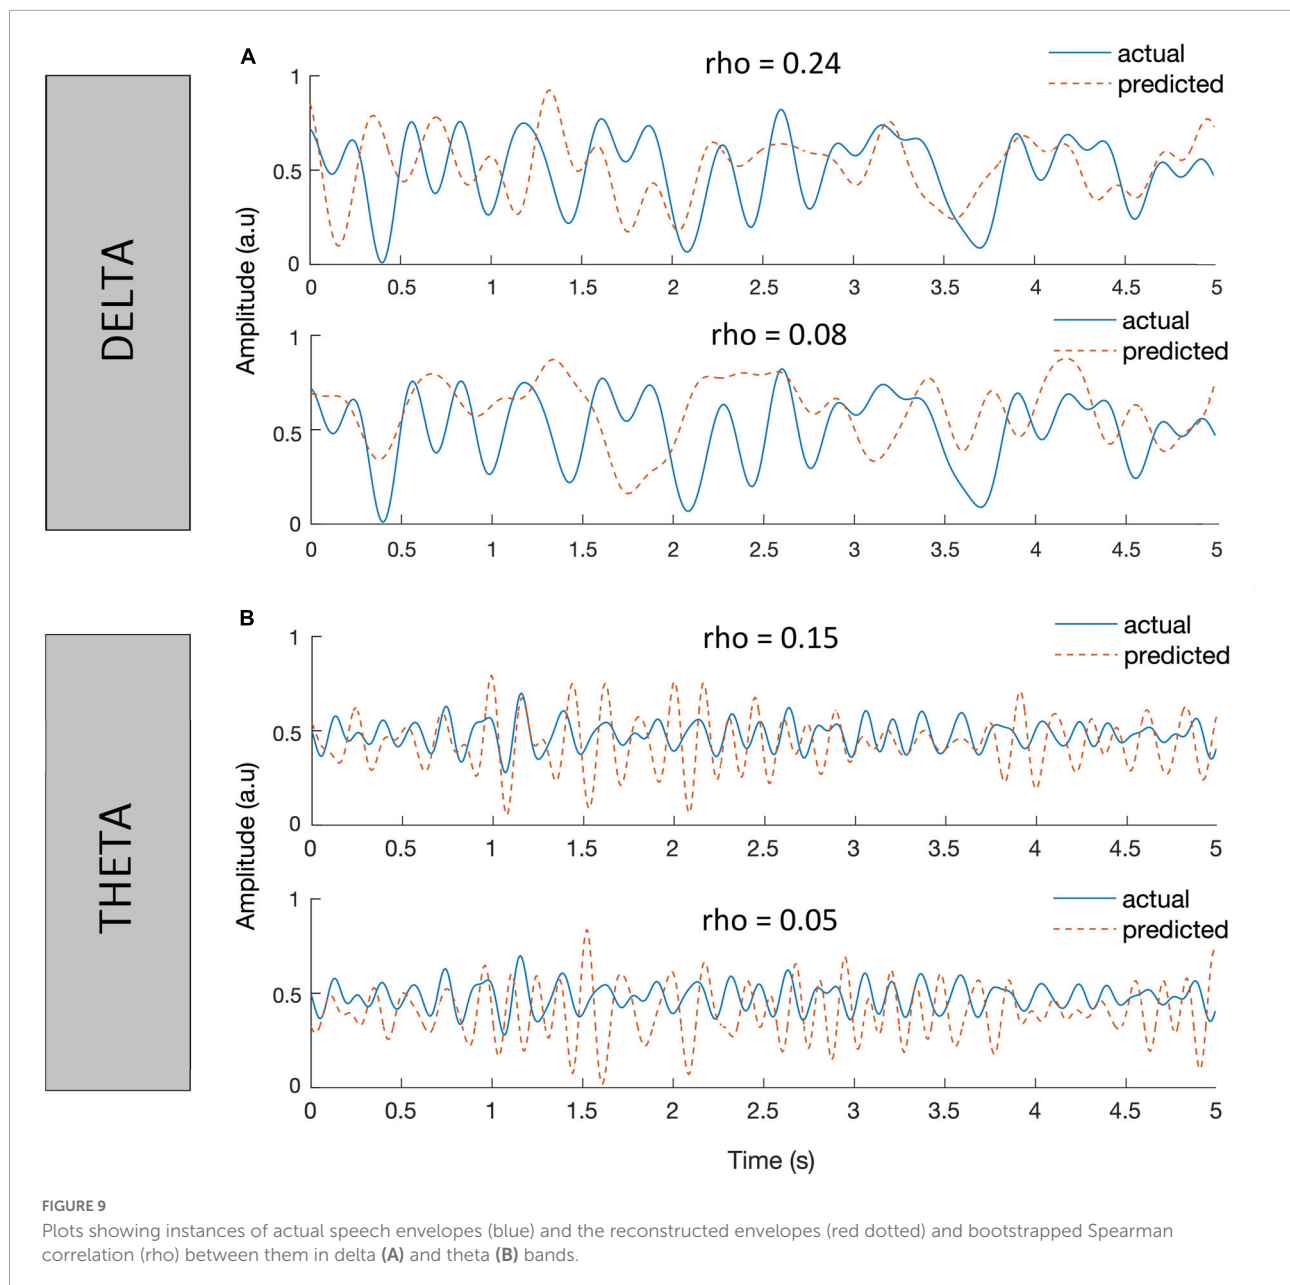 A
rho = 0.24
actual
predicted
1
0.5
0
0 0.5 1 1.5 2 2.5 3 3.5 4 4.5 5
DELTA
Amplitude (a.u)
rho = 0.08
actual
predicted
1
0.5
0
0 0.5 1 1.5 2 2.5 3 3.5 4 4.5 5
B
rho = 0.15
actual
predicted
1
0.5
0
0 0.5 1 1.5 2 2.5 3 3.5 4 4.5 5
THETA
Amplitude (a.u)
rho = 0.05
actual
predicted
1
0.5
0
0 0.5 1 1.5 2 2.5 3 3.5 4 4.5 5
Time (s)
FIGURE 9
Plots showing instances of actual speech envelopes (blue) and the reconstructed envelopes (red dotted) and bootstrapped Spearman
correlation (rho) between them in delta (A) and theta (B) bands.